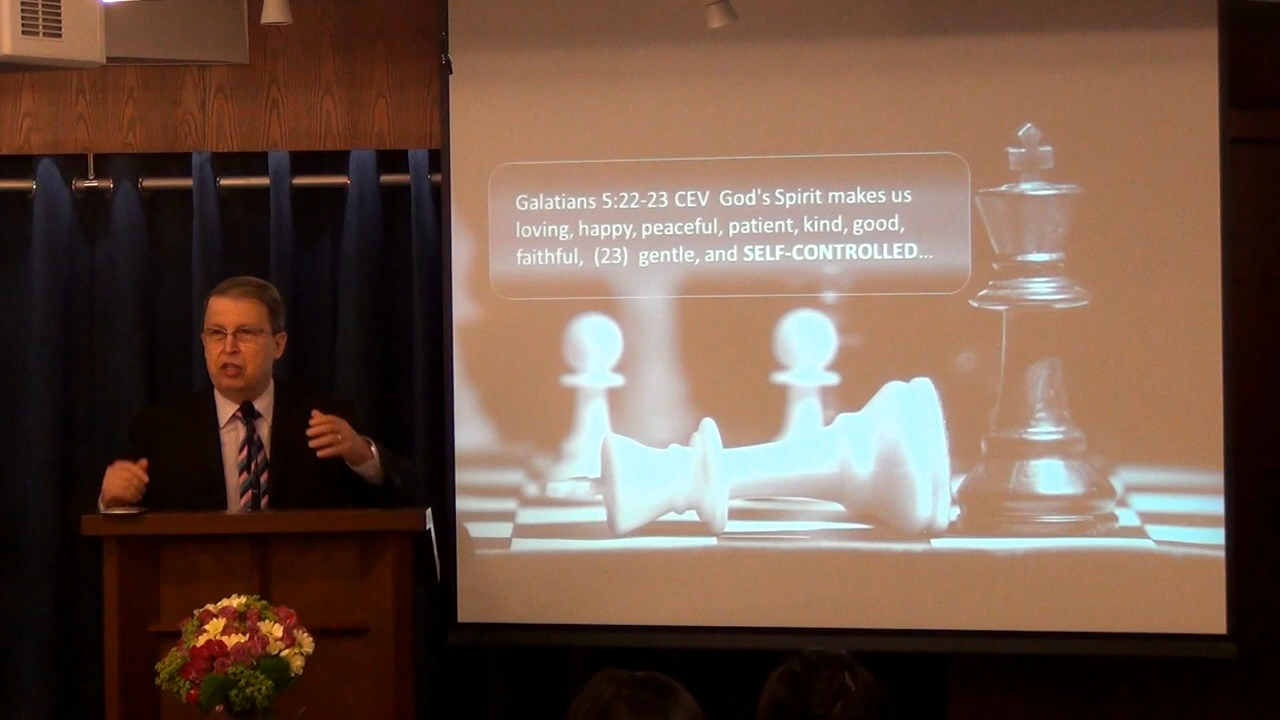 Galatians 5:22-23 CEV  God's Spirit makes us
loving, happy, peaceful, patient, kind, good,
faithful,  (23)  gentle, and SELF-CONTROLLED...